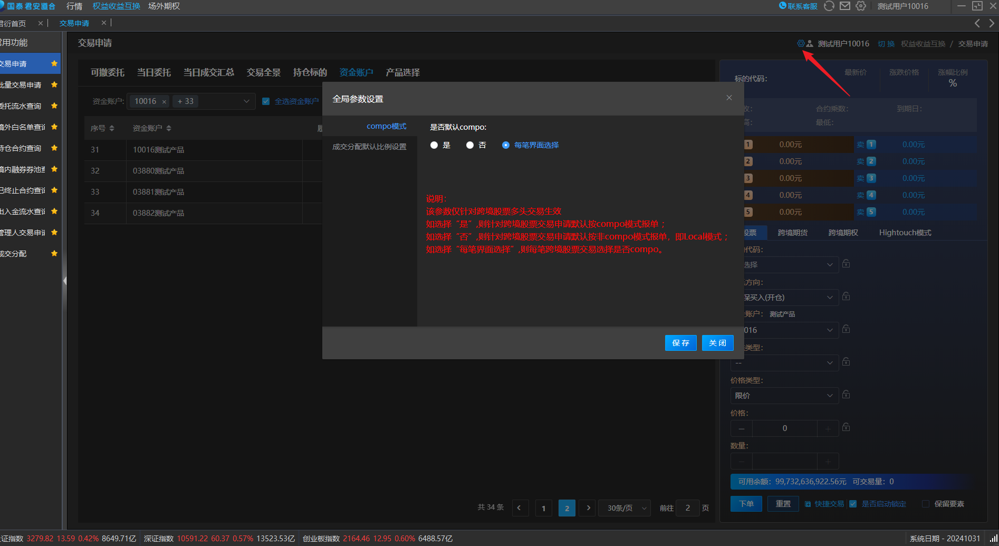 国泰君安道合 行情 权益收益互换 场外期权 联系客服 测试用户10016
君衍首页 交易申请
常用功能
交易申请
批量交易申请
委托流水查询
境外白名单查询
持仓合约查询
境内融券券池查
已终止合约查询
出入金流水查询
管理人交易申请
成交分配
交易申请 测试用户10016 切换 权益收益互换 / 交易申请
可撤委托 当日委托 当日成交汇总 交易全景 持仓标的 资金账户 产品选择
资金账户: 10016 × + 33 全选资金账户
序号 资金账户
31 10016测试产品
32 03880测试产品
33 03881测试产品
34 03882测试产品
共 34 条 1 2 30条/页 前往 2 页
全局参数设置
compo模式
成交分配默认比例设置
是否默认compo:
是 否 每笔界面选择
说明:
该参数仅针对跨境股票多头交易生效
如选择“是”,则针对跨境股票交易申请默认按compo模式报单；
如选择“否”,则针对跨境股票交易申请默认按非compo模式报单，即Local模式；
如选择“每笔界面选择”,则每笔跨境股票交易选择是否compo。
保存 关闭
标的代码: 最新价 涨跌价格 涨幅比例
%
收: 合约乘数: 到期日:
高: 最低:
1 0.00元 卖 1 0.00元
2 0.00元 卖 2 0.00元
3 0.00元 卖 3 0.00元
4 0.00元 卖 4 0.00元
5 0.00元 卖 5 0.00元
股票 跨境期货 跨境期权 Hightouch模式
代码:
选择
方向:
保买入(开仓)
账户: 测试产品
016
类型:
--
价格类型:
限价
价格:
− 0 +
数量:
− +
可用余额: 99,732,636,922.56元 可交易量: 0
下单 重置 快捷交易 是否启动锁定 保留要素
上证指数 3279.82 13.59 0.42% 8649.71亿 深证指数 10591.22 60.37 0.57% 13523.53亿 创业板指数 2164.46 12.95 0.60% 6488.57亿 系统日期 - 20241031